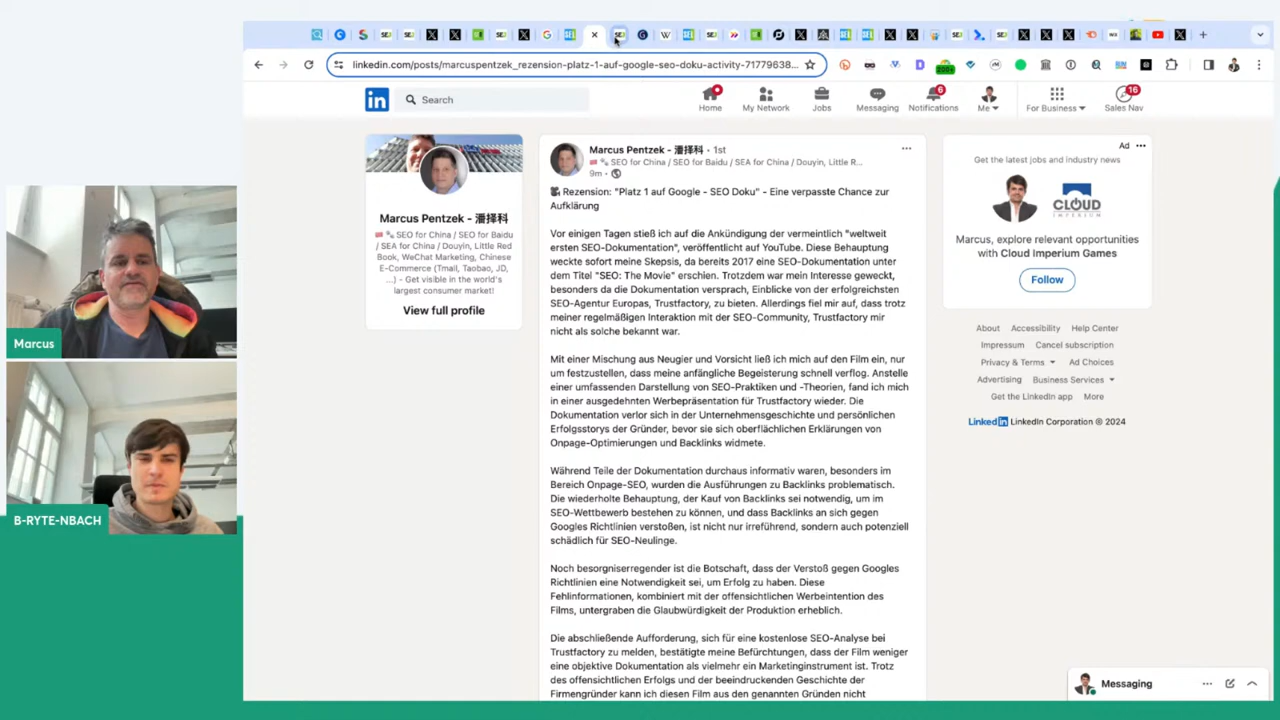 linkedin.com/posts/marcuspentzek_rezension-platz-1-auf-google-seo-doku-activity-71779638...
200+
in
Search
Home
My Network
Jobs
Messaging
6
Notifications
Me
For Business
16
Sales Nav
Marcus Pentzek - 潘择科
🇨🇳 🐾 SEO for China / SEO for Baidu
/ SEA for China / Douyin, Little Red
Book, WeChat Marketing, Chinese
E-Commerce (Tmall, Taobao, JD,
...) - Get visible in the world's
largest consumer market!
View full profile
Marcus Pentzek - 潘择科 • 1st
SEO for China / SEO for Baidu / SEA for China / Douyin, Little R...
9m •
Rezension: "Platz 1 auf Google - SEO Doku" - Eine verpasste Chance zur
Aufklärung
Vor einigen Tagen stieß ich auf die Ankündigung der vermeintlich "weltweit
ersten SEO-Dokumentation", veröffentlicht auf YouTube. Diese Behauptung
weckte sofort meine Skepsis, da bereits 2017 eine SEO-Dokumentation unter
dem Titel "SEO: The Movie" erschien. Trotzdem war mein Interesse geweckt,
besonders da die Dokumentation versprach, Einblicke von der erfolgreichsten
SEO-Agentur Europas, Trustfactory, zu bieten. Allerdings fiel mir auf, dass trotz
meiner regelmäßigen Interaktion mit der SEO-Community, Trustfactory mir
nicht als solche bekannt war.
Mit einer Mischung aus Neugier und Vorsicht ließ ich mich auf den Film ein, nur
um festzustellen, dass meine anfängliche Begeisterung schnell verflog. Anstelle
einer umfassenden Darstellung von SEO-Praktiken und -Theorien, fand ich mich
in einer ausgedehnten Werbepräsentation für Trustfactory wieder. Die
Dokumentation verlor sich in der Unternehmensgeschichte und persönlichen
Erfolgsstorys der Gründer, bevor sie sich oberflächlichen Erklärungen von
Onpage-Optimierungen und Backlinks widmete.
Während Teile der Dokumentation durchaus informativ waren, besonders im
Bereich Onpage-SEO, wurden die Ausführungen zu Backlinks problematisch.
Die wiederholte Behauptung, der Kauf von Backlinks sei notwendig, um im
SEO-Wettbewerb bestehen zu können, und dass Backlinks an sich gegen
Googles Richtlinien verstoßen, ist nicht nur irreführend, sondern auch potenziell
schädlich für SEO-Neulinge.
Noch besorgniserregender ist die Botschaft, dass der Verstoß gegen Googles
Richtlinien eine Notwendigkeit sei, um Erfolg zu haben. Diese
Fehlinformationen, kombiniert mit der offensichtlichen Werbeintention des
Films, untergraben die Glaubwürdigkeit der Produktion erheblich.
Die abschließende Aufforderung, sich für eine kostenlose SEO-Analyse bei
Trustfactory zu melden, bestätigte meine Befürchtungen, dass der Film weniger
eine objektive Dokumentation als vielmehr ein Marketinginstrument ist. Trotz
des offensichtlichen Erfolgs und der beeindruckenden Geschichte der
Firmengründer kann ich diesen Film aus den genannten Gründen nicht
Ad
Get the latest jobs and industry news
CLOUD
IMPERIUM
Marcus, explore relevant opportunities
with Cloud Imperium Games
Follow
About Accessibility Help Center
Impressum Cancel subscription
Privacy & Terms Ad Choices
Advertising Business Services
Get the LinkedIn app More
LinkedIn LinkedIn Corporation © 2024
Messaging
Marcus
B-RYTE-NBACH